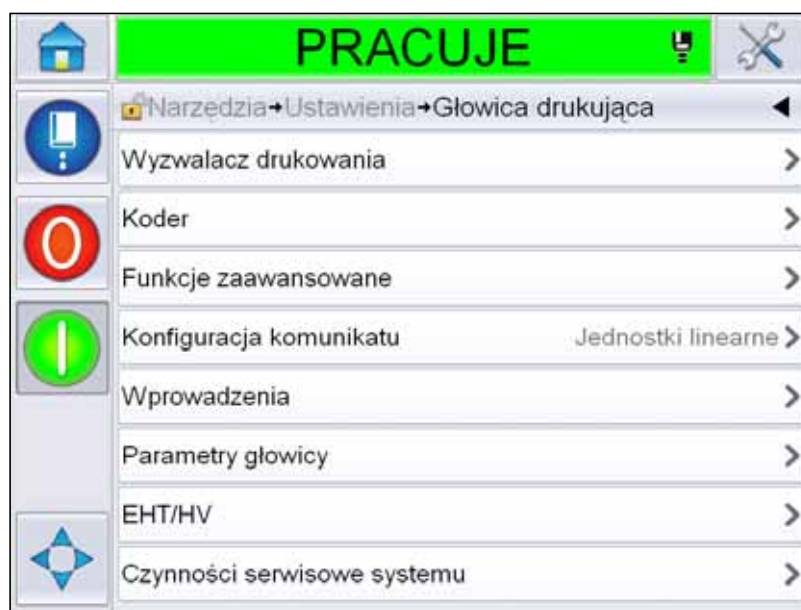 PRACUJE
Narzędzia→Ustawienia→Głowica drukująca
Wyzwalacz drukowania
Koder
Funkcje zaawansowane
Konfiguracja komunikatu Jednostki linearne
Wprowadzenia
Parametry głowicy
EHT/HV
Czynności serwisowe systemu